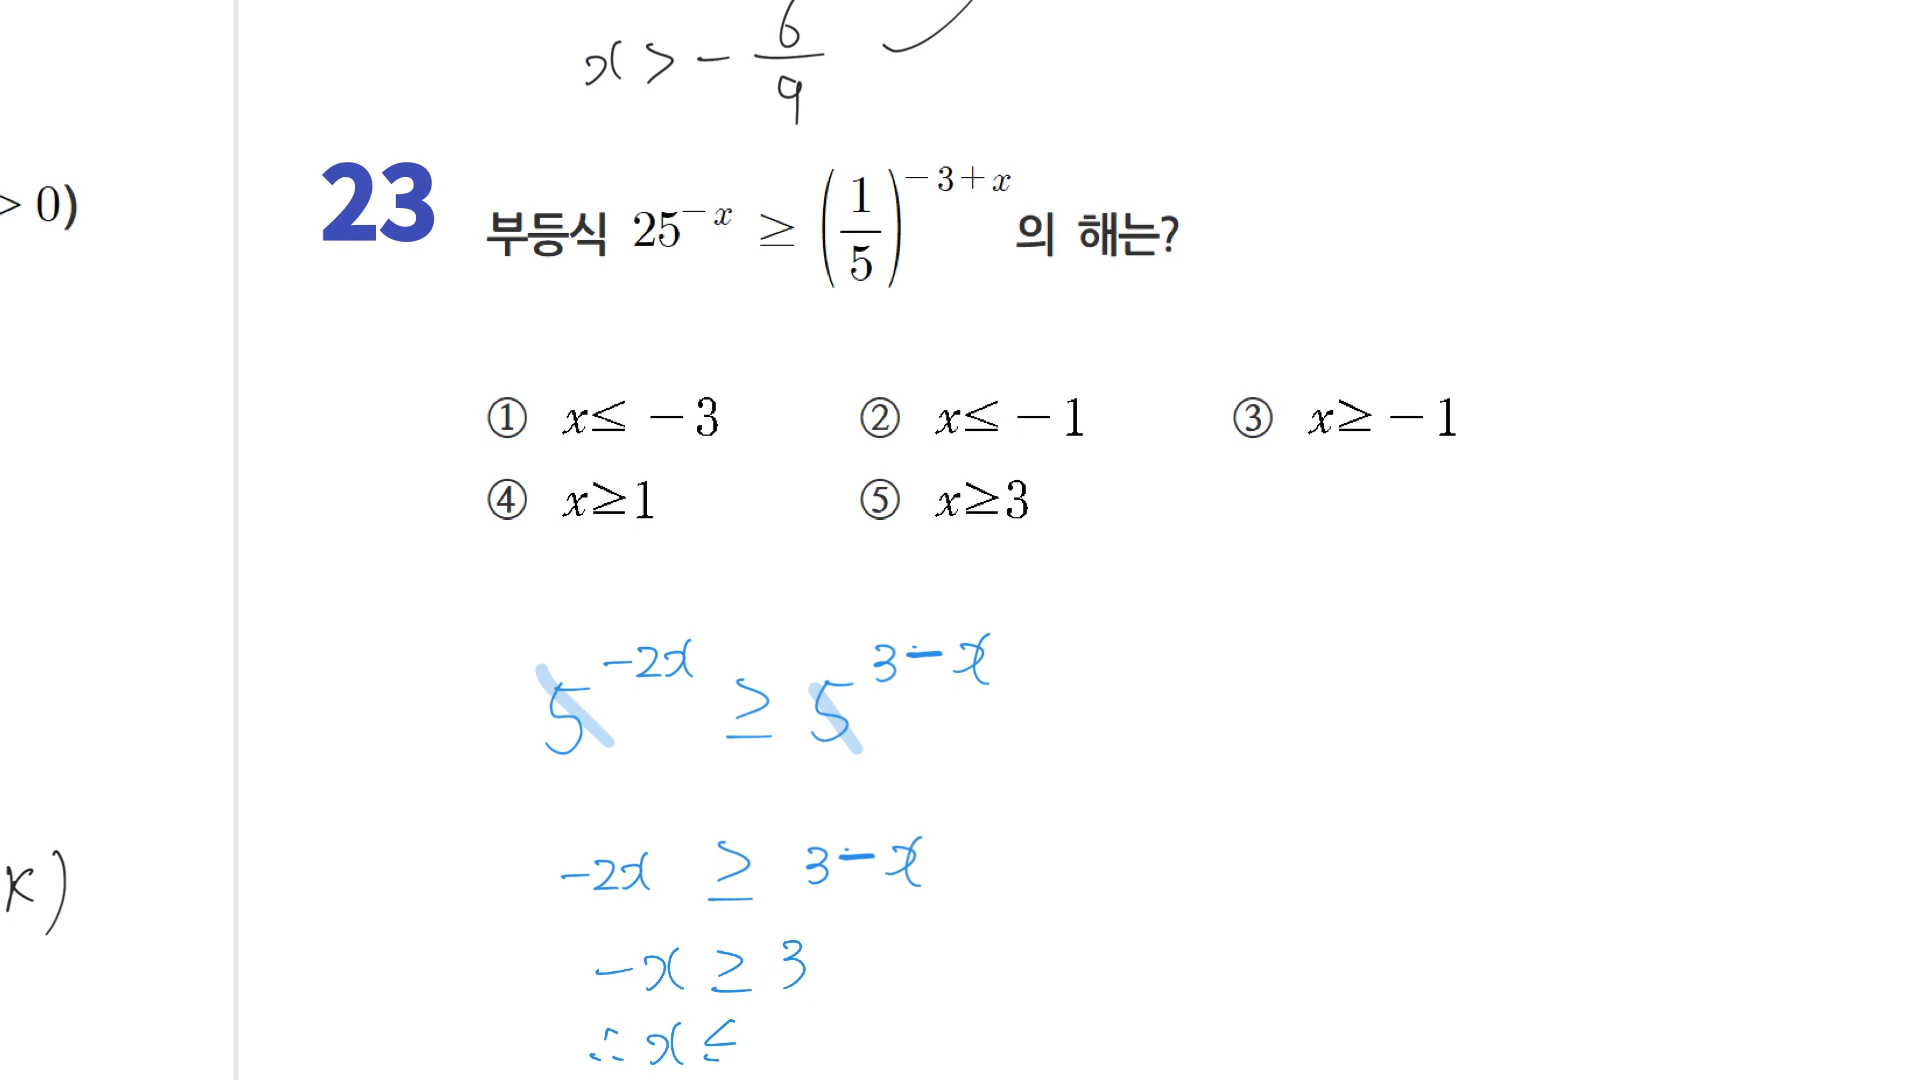 x > - 6/9
> 0)
23 부등식 25^{-x} ≥ (1/5)^{-3+x}의 해는?
① x≤ -3 ② x≤ -1 ③ x≥ -1
④ x≥1 ⑤ x≥3
5^{-2x} ≥ 5^{3-x}
-2x ≥ 3-x
K)
-x ≥ 3
∴ x ≤